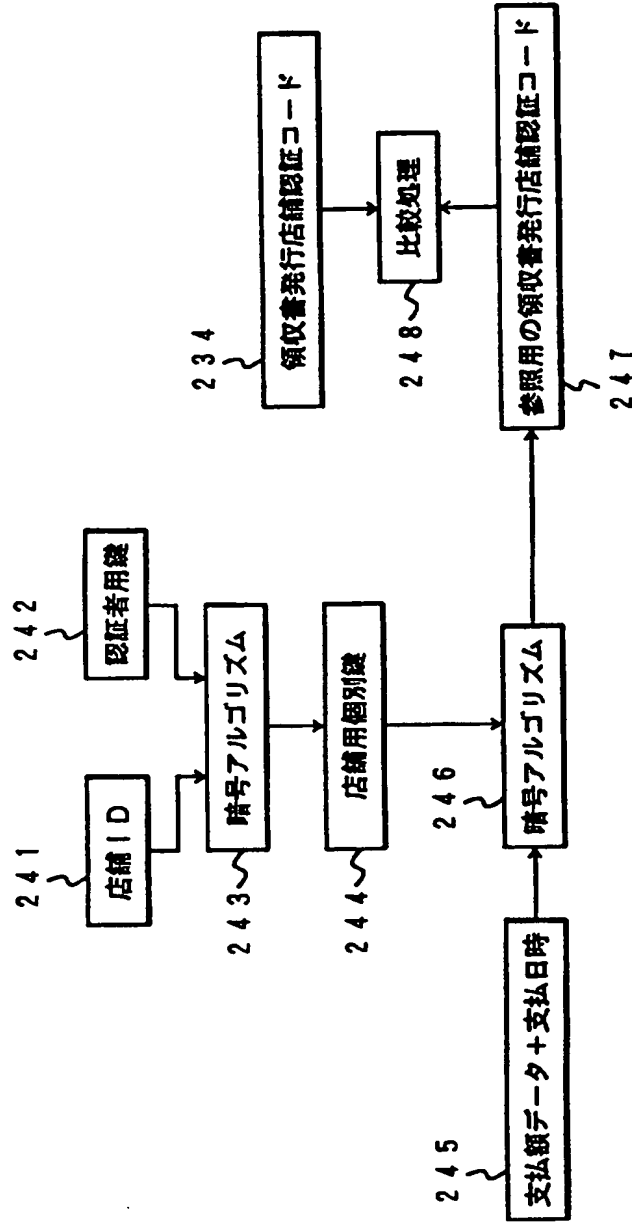 241
店舗ID
242
認証者用鍵
243
暗号アルゴリズム
244
店舗用個別鍵
245
支払額データ+支払日時
246
暗号アルゴリズム
234
領収書発行店舗認証コード
248
比較処理
参照用の領収書発行店舗認証コード
247